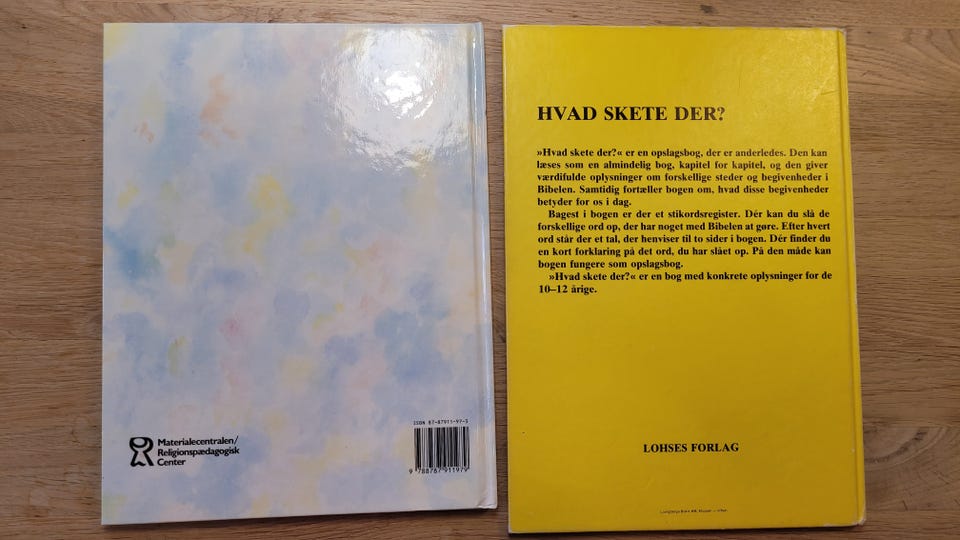 ISBN 87-87911-97-3
9 788787 911979
Materialecentralen/
Religionspædagogisk
Center
HVAD SKETE DER?
»Hvad skete der?« er en opslagsbog, der er anderledes. Den kan
læses som en almindelig bog, kapitel for kapitel, og den giver
værdifulde oplysninger om forskellige steder og begivenheder i
Bibelen. Samtidig fortæller bogen om, hvad disse begivenheder
betyder for os i dag.
Bagest i bogen er der et stikordsregister. Dér kan du slå de
forskellige ord op, der har noget med Bibelen at gøre. Efter hvert
ord står der et tal, der henviser til to sider i bogen. Dér finder du
en kort forklaring på det ord, du har slået op. På den måde kan
bogen fungere som opslagsbog.
»Hvad skete der?« er en bog med konkrete oplysninger for de
10–12 årige.
LOHSES FORLAG